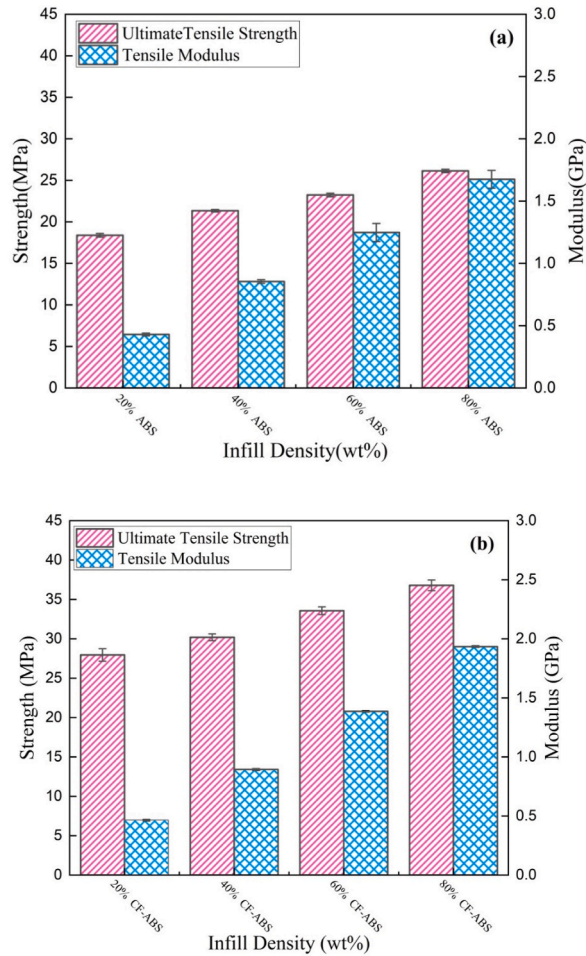 45
40
35
30
25
20
15
10
5
0
Strength(MPa)
UltimateTensile Strength
Tensile Modulus
(a)
3.0
2.5
2.0
1.5
1.0
0.5
0.0
Modulus(GPa)
20% ABS
40% ABS
60% ABS
80% ABS
Infill Density(wt%)
45
40
35
30
25
20
15
10
5
0
Strength (MPa)
Ultimate Tensile Strength
Tensile Modulus
(b)
3.0
2.5
2.0
1.5
1.0
0.5
0.0
Modulus (GPa)
20% CF-ABS
40% CF-ABS
60% CF-ABS
80% CF-ABS
Infill Density (wt%)